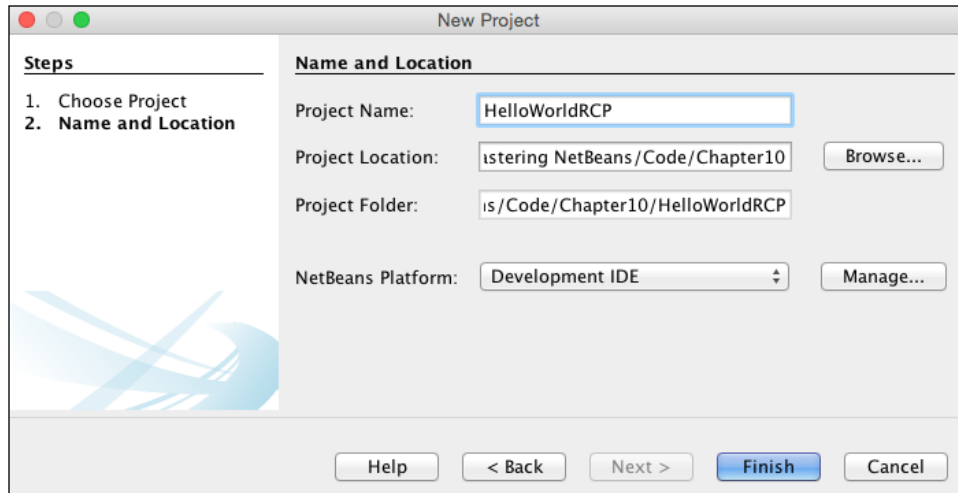 New Project
Steps
1. Choose Project
2. Name and Location
Name and Location
Project Name: HelloWorldRCP
Project Location: astering NetBeans/Code/Chapter10 Browse...
Project Folder: ns/Code/Chapter10/HelloWorldRCP
NetBeans Platform: Development IDE Manage...
Help < Back Next > Finish Cancel